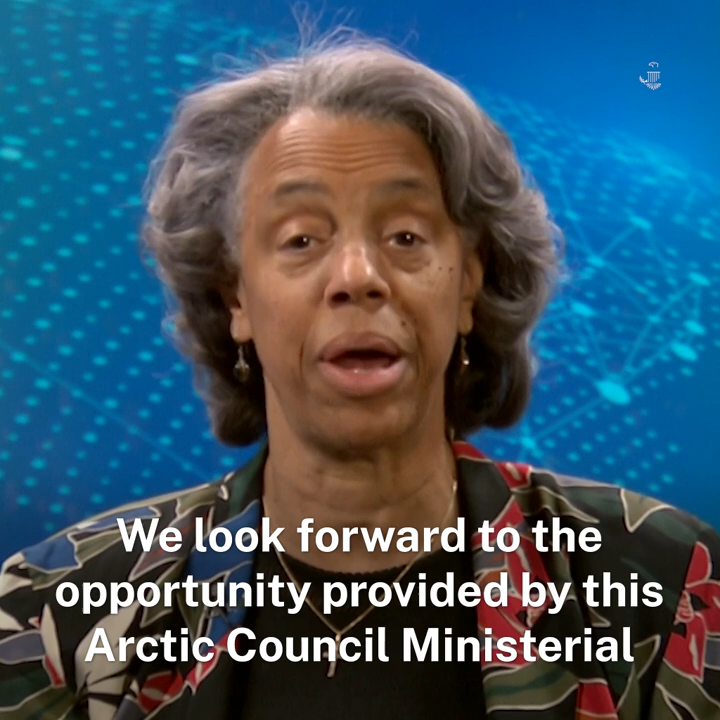 We look forward to the
opportunity provided by this
Arctic Council Ministerial